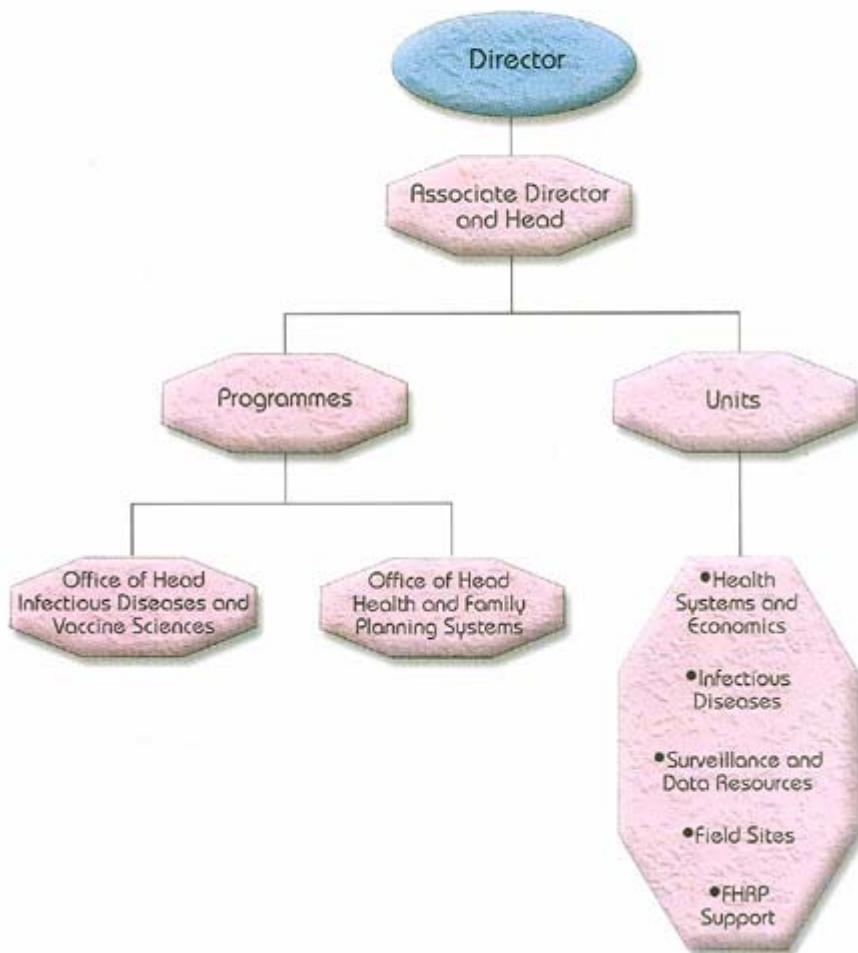 Director
Associate Director
and Head
Programmes
Units
Office of Head
Infectious Diseases and
Vaccine Sciences
Office of Head
Health and Family
Planning Systems
•Health
Systems and
Economics
•Infectious
Diseases
•Surveillance and
Data Resources
•Field Sites
•FHRP
Support